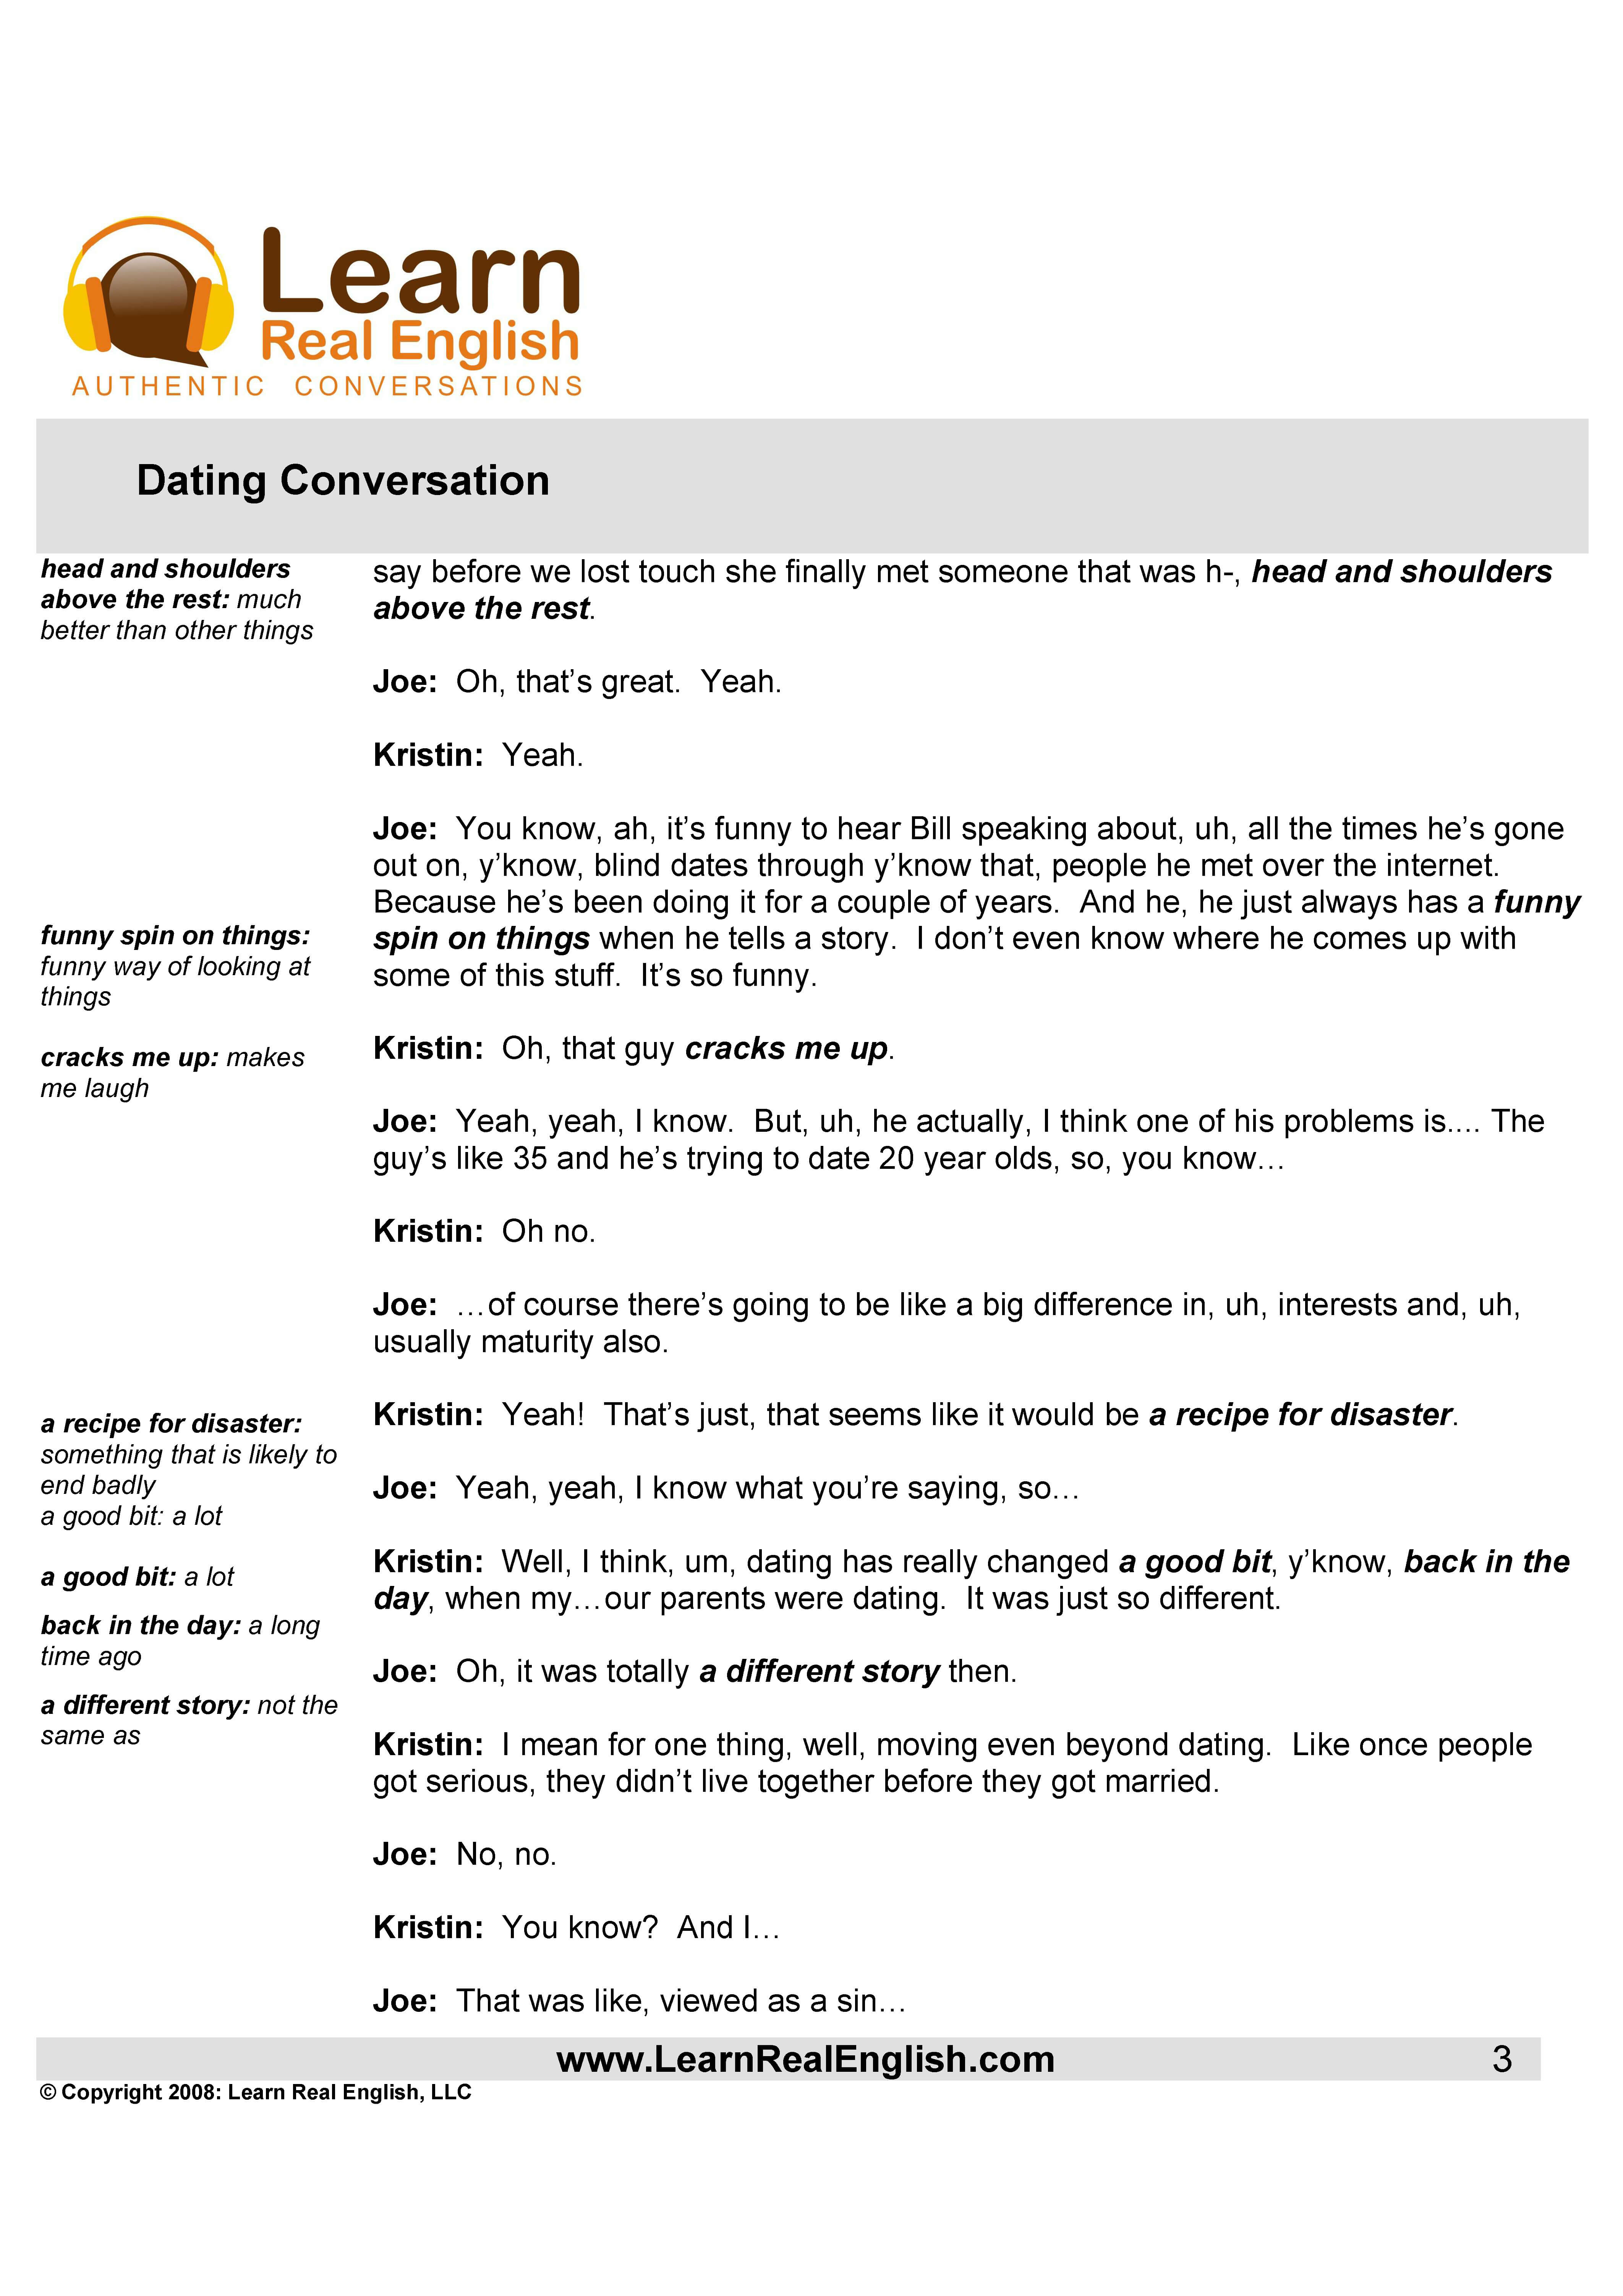 Learn
Real English
AUTHENTIC CONVERSATIONS
Dating Conversation
head and shoulders
above the rest: much
better than other things
funny spin on things:
funny way of looking at
things
cracks me up: makes
me laugh
a recipe for disaster:
something that is likely to
end badly
a good bit: a lot
a good bit: a lot
back in the day: a long
time ago
a different story: not the
same as
say before we lost touch she finally met someone that was h-, head and shoulders
above the rest.
Joe: Oh, that’s great. Yeah.
Kristin: Yeah.
Joe: You know, ah, it’s funny to hear Bill speaking about, uh, all the times he’s gone
out on, y’know, blind dates through y’know that, people he met over the internet.
Because he’s been doing it for a couple of years. And he, he just always has a funny
spin on things when he tells a story. I don’t even know where he comes up with
some of this stuff. It’s so funny.
Kristin: Oh, that guy cracks me up.
Joe: Yeah, yeah, I know. But, uh, he actually, I think one of his problems is.... The
guy’s like 35 and he’s trying to date 20 year olds, so, you know…
Kristin: Oh no.
Joe: …of course there’s going to be like a big difference in, uh, interests and, uh,
usually maturity also.
Kristin: Yeah! That’s just, that seems like it would be a recipe for disaster.
Joe: Yeah, yeah, I know what you’re saying, so…
Kristin: Well, I think, um, dating has really changed a good bit, y’know, back in the
day, when my…our parents were dating. It was just so different.
Joe: Oh, it was totally a different story then.
Kristin: I mean for one thing, well, moving even beyond dating. Like once people
got serious, they didn’t live together before they got married.
Joe: No, no.
Kristin: You know? And I…
Joe: That was like, viewed as a sin…
www.LearnRealEnglish.com 3
© Copyright 2008: Learn Real English, LLC